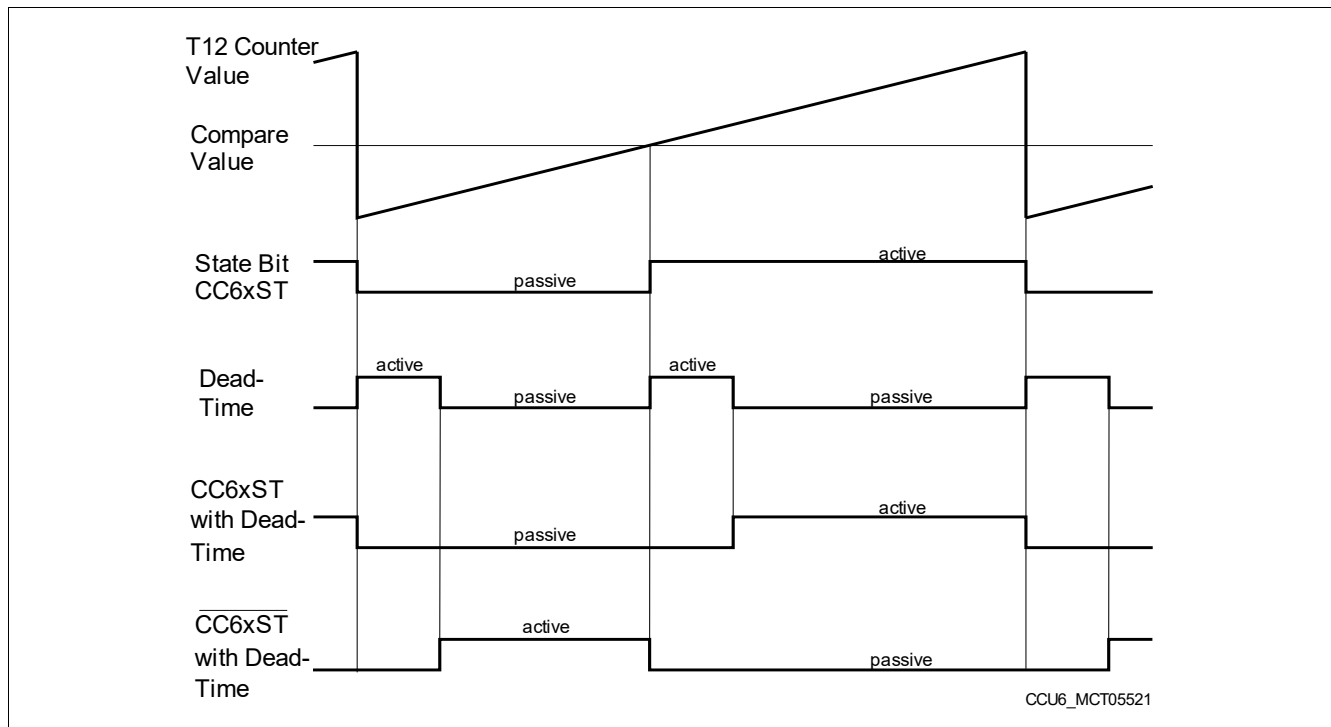 T12 Counter
Value
Compare
Value
State Bit
CC6xST
passive
active
Dead-
Time
active
passive
active
passive
CC6xST
with Dead-
Time
passive
active
C̅C̅6̅x̅S̅T̅
with Dead-
Time
active
passive
CCU6_MCT05521